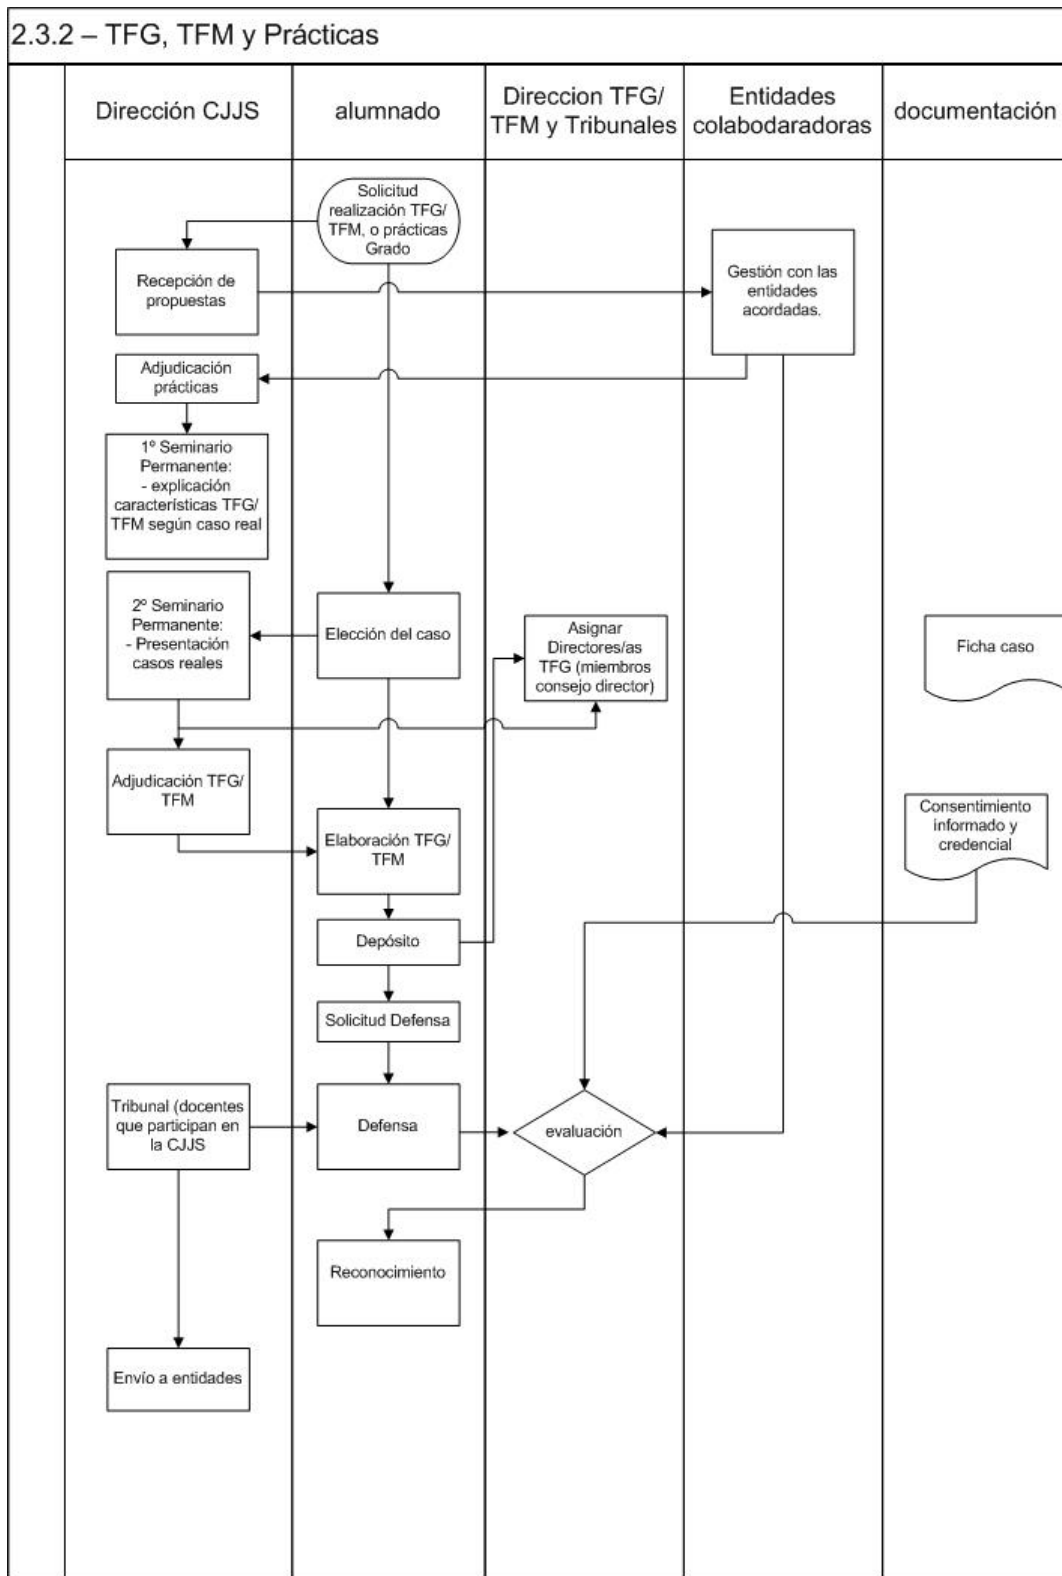 2.3.2 – TFG, TFM y Prácticas
Dirección CJJS
alumnado
Direccion TFG/
TFM y Tribunales
Entidades
colabodaradoras
documentación
Solicitud
realización TFG/
TFM, o prácticas
Grado
Recepción de
propuestas
Gestión con las
entidades
acordadas.
Adjudicación
prácticas
1º Seminario
Permanente:
- explicación
características TFG/
TFM según caso real
2º Seminario
Permanente:
- Presentación
casos reales
Elección del caso
Asignar
Directores/as
TFG (miembros
consejo director)
Ficha caso
Adjudicación TFG/
TFM
Elaboración TFG/
TFM
Consentimiento
informado y
credencial
Depósito
Solicitud Defensa
Tribunal (docentes
que participan en
la CJJS
Defensa
evaluación
Reconocimiento
Envío a entidades